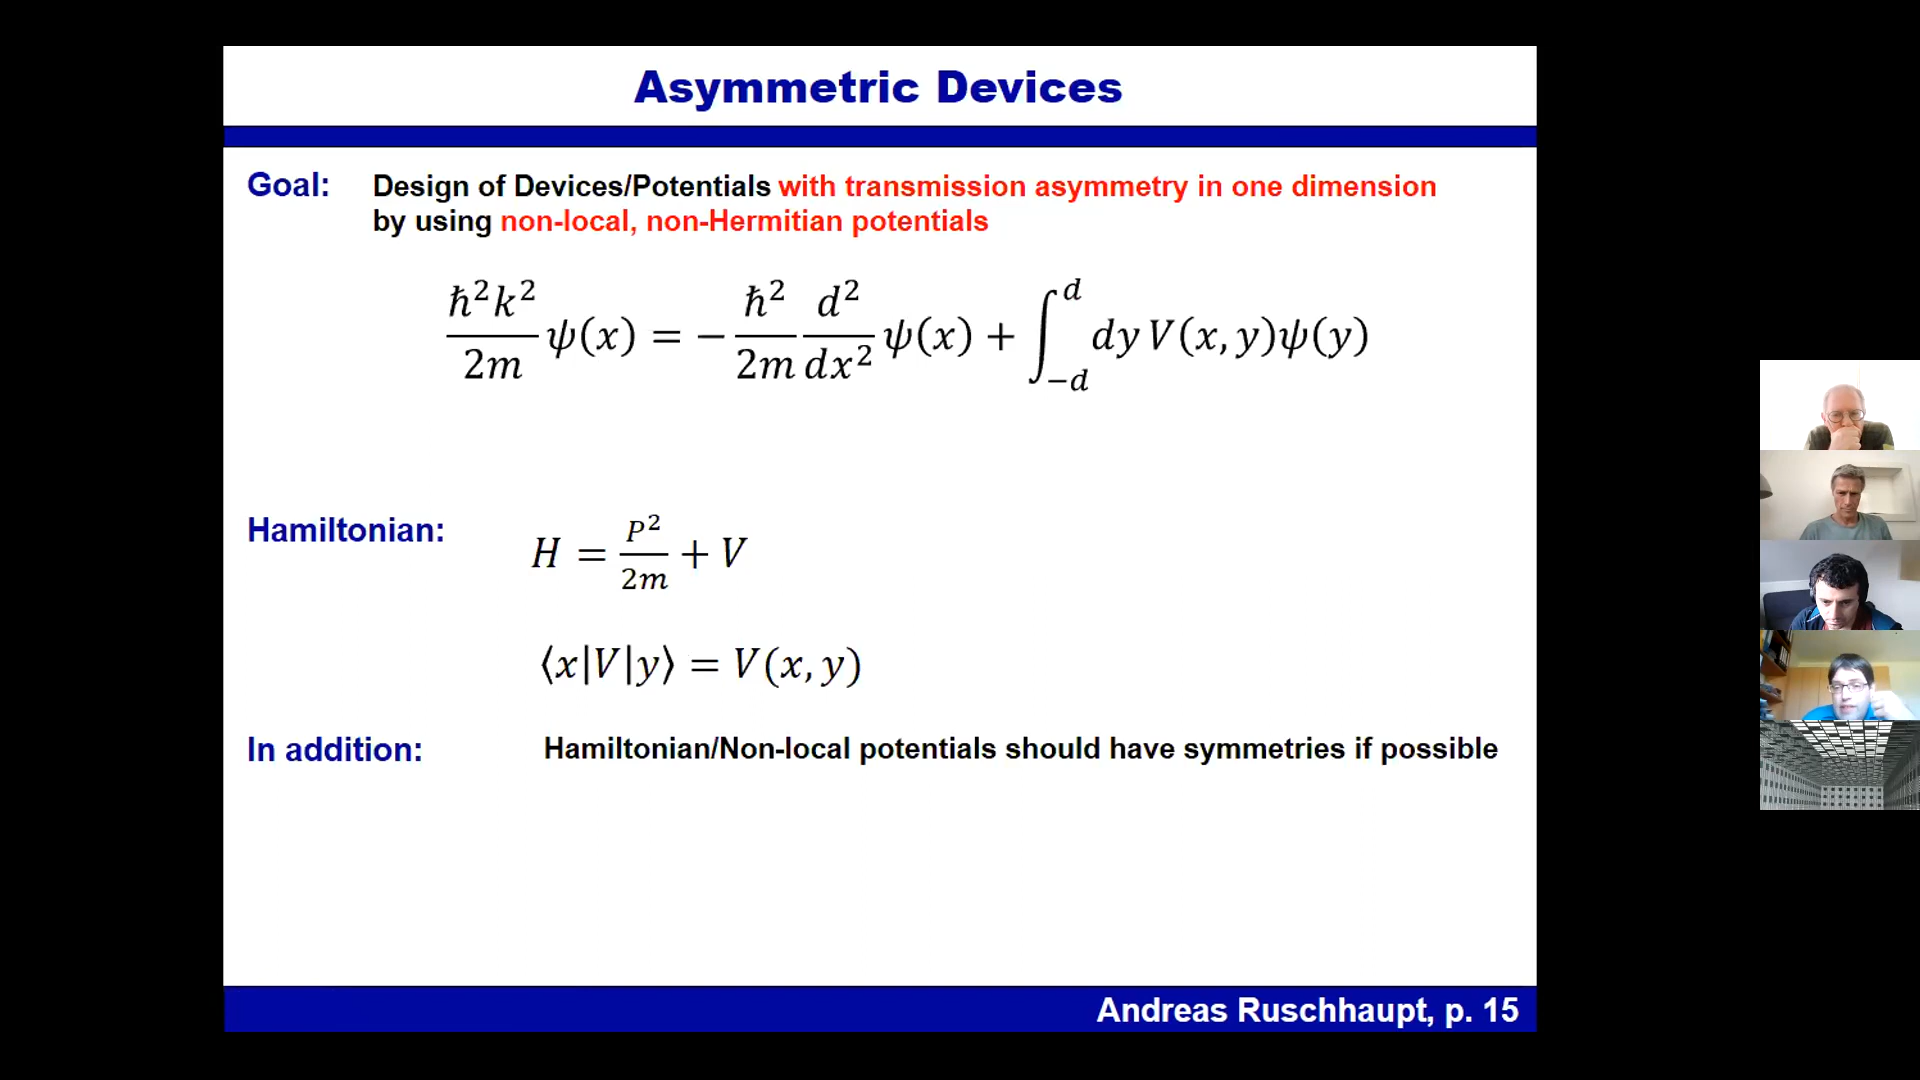 Asymmetric Devices
Goal: Design of Devices/Potentials with transmission asymmetry in one dimension
by using non-local, non-Hermitian potentials
ħ²k²/2m ψ(x) = − ħ²/2m d²/dx² ψ(x) + ∫_{−d}^{d} dy V(x, y)ψ(y)
Hamiltonian: H = P²/2m + V
⟨x|V|y⟩ = V(x, y)
In addition: Hamiltonian/Non-local potentials should have symmetries if possible
Andreas Ruschhaupt, p. 15